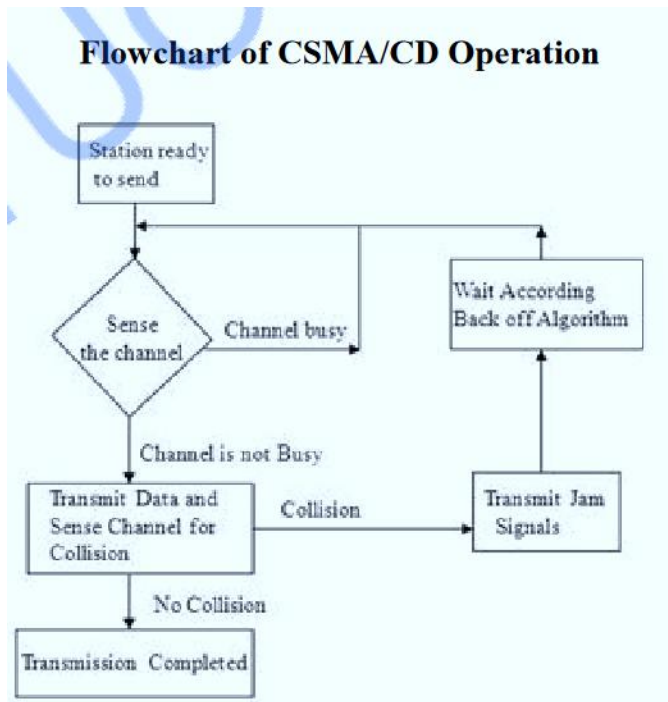 Flowchart of CSMA/CD Operation
Station ready
to send
Sense
the channel
Channel busy
Wait According
Back off Algorithm
Channel is not Busy
Transmit Data and
Sense Channel for
Collision
Collision
Transmit Jam
Signals
No Collision
Transmission Completed